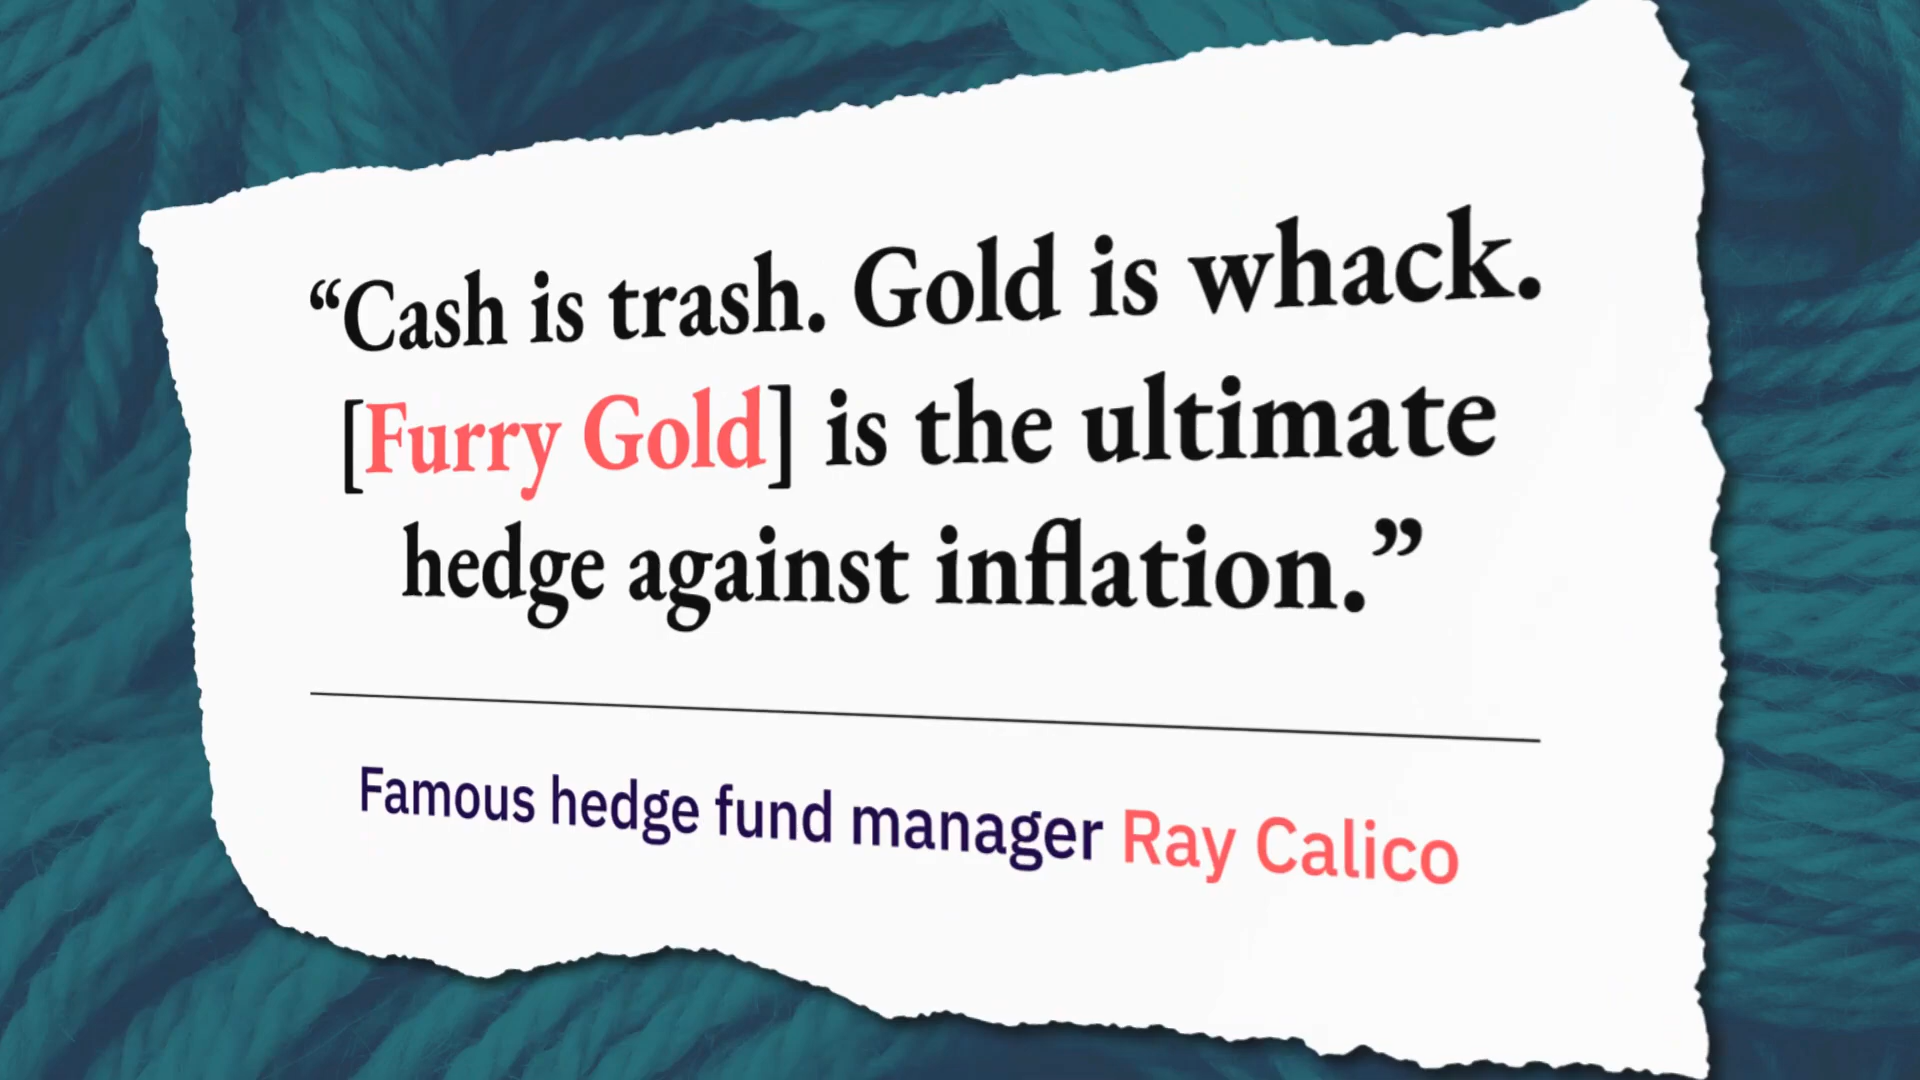 “Cash is trash. Gold is whack.
[Furry Gold] is the ultimate
hedge against inflation.”
Famous hedge fund manager Ray Calico